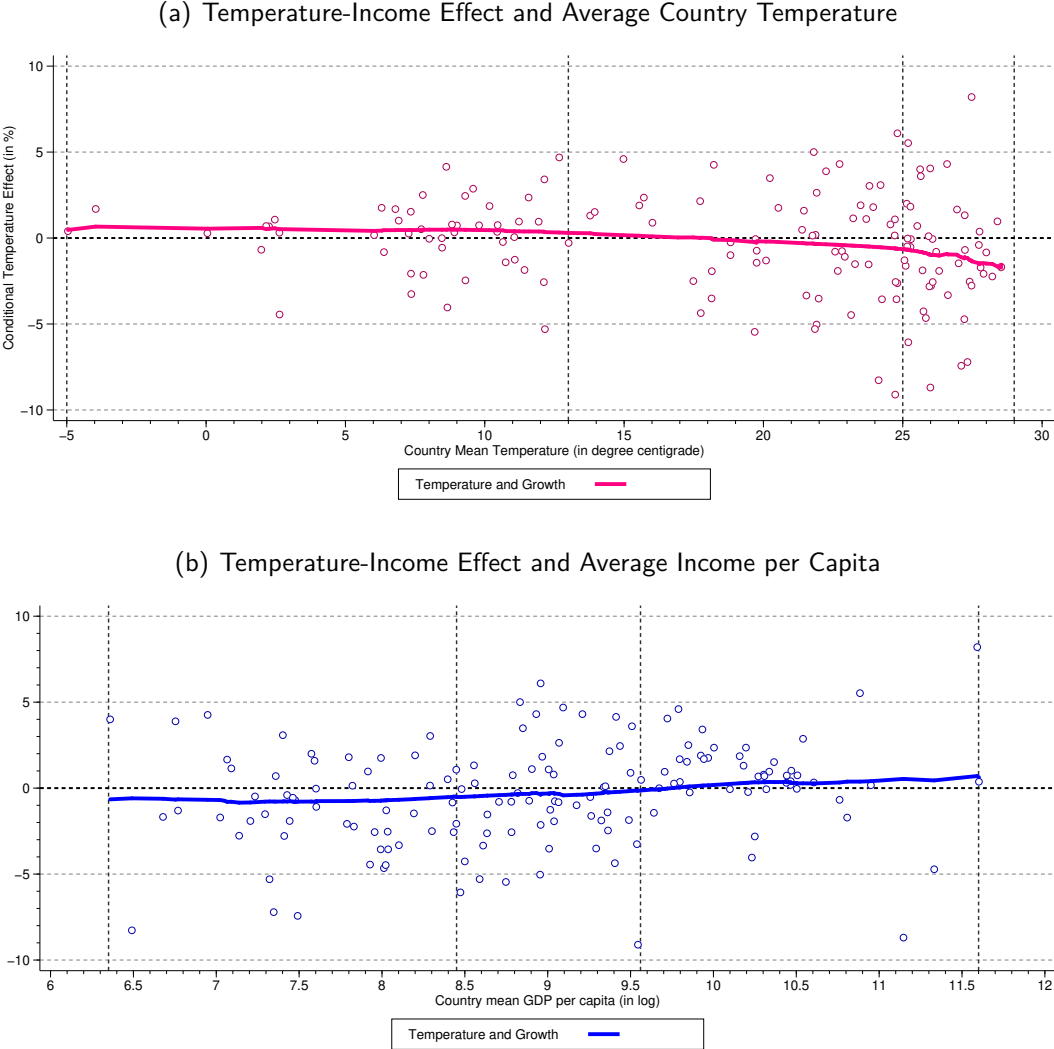 (a) Temperature-Income Effect and Average Country Temperature
10
5
0
−5
−10
Conditional Temperature Effect (in %)
−5 0 5 10 15 20 25 30
Country Mean Temperature (in degree centigrade)
Temperature and Growth
(b) Temperature-Income Effect and Average Income per Capita
10
5
0
−5
−10
6 6.5 7 7.5 8 8.5 9 9.5 10 10.5 11 11.5 12
Country mean GDP per capita (in log)
Temperature and Growth